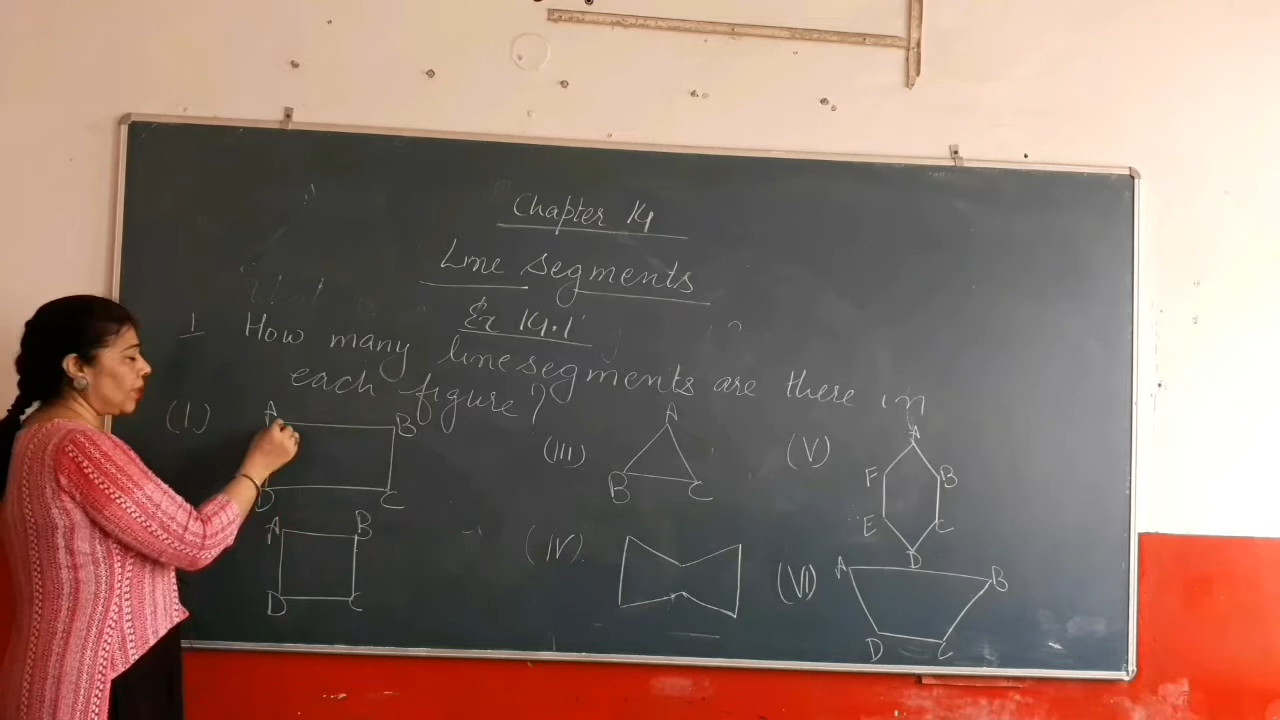 Chapter 14
Line segments
Ex 14.1
1 How many line segments are there in
each figure?
(I) A B
D C
A B
D C
(III) A
B C
(IV)
(V) A
F B
E C
D
(VI) A B
D C